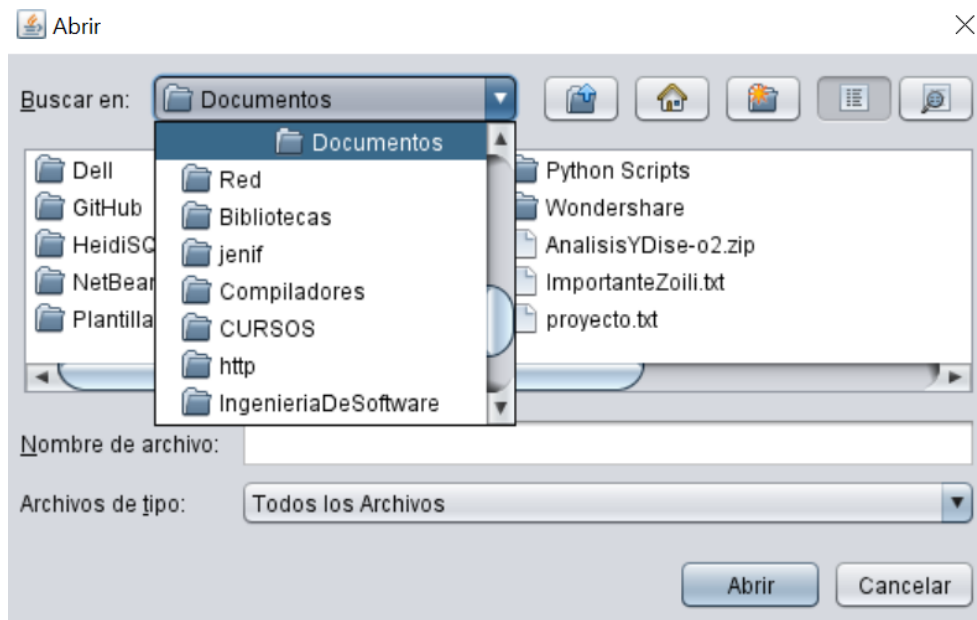 Abrir
Buscar en: Documentos
Documentos
Red
Bibliotecas
jenif
Compiladores
CURSOS
http
IngenieriaDeSoftware
Dell
GitHub
HeidiSQ
NetBear
Plantilla
Python Scripts
Wondershare
AnalisisYDise-o2.zip
ImportanteZoili.txt
proyecto.txt
Nombre de archivo:
Archivos de tipo: Todos los Archivos
Abrir Cancelar